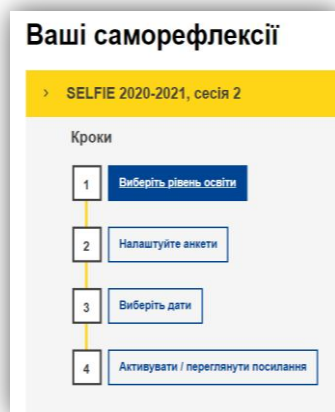 Ваші саморефлексії
› SELFIE 2020-2021, сесія 2
Кроки
1 Виберіть рівень освіти
2 Налаштуйте анкети
3 Виберіть дати
4 Активувати / переглянути посилання